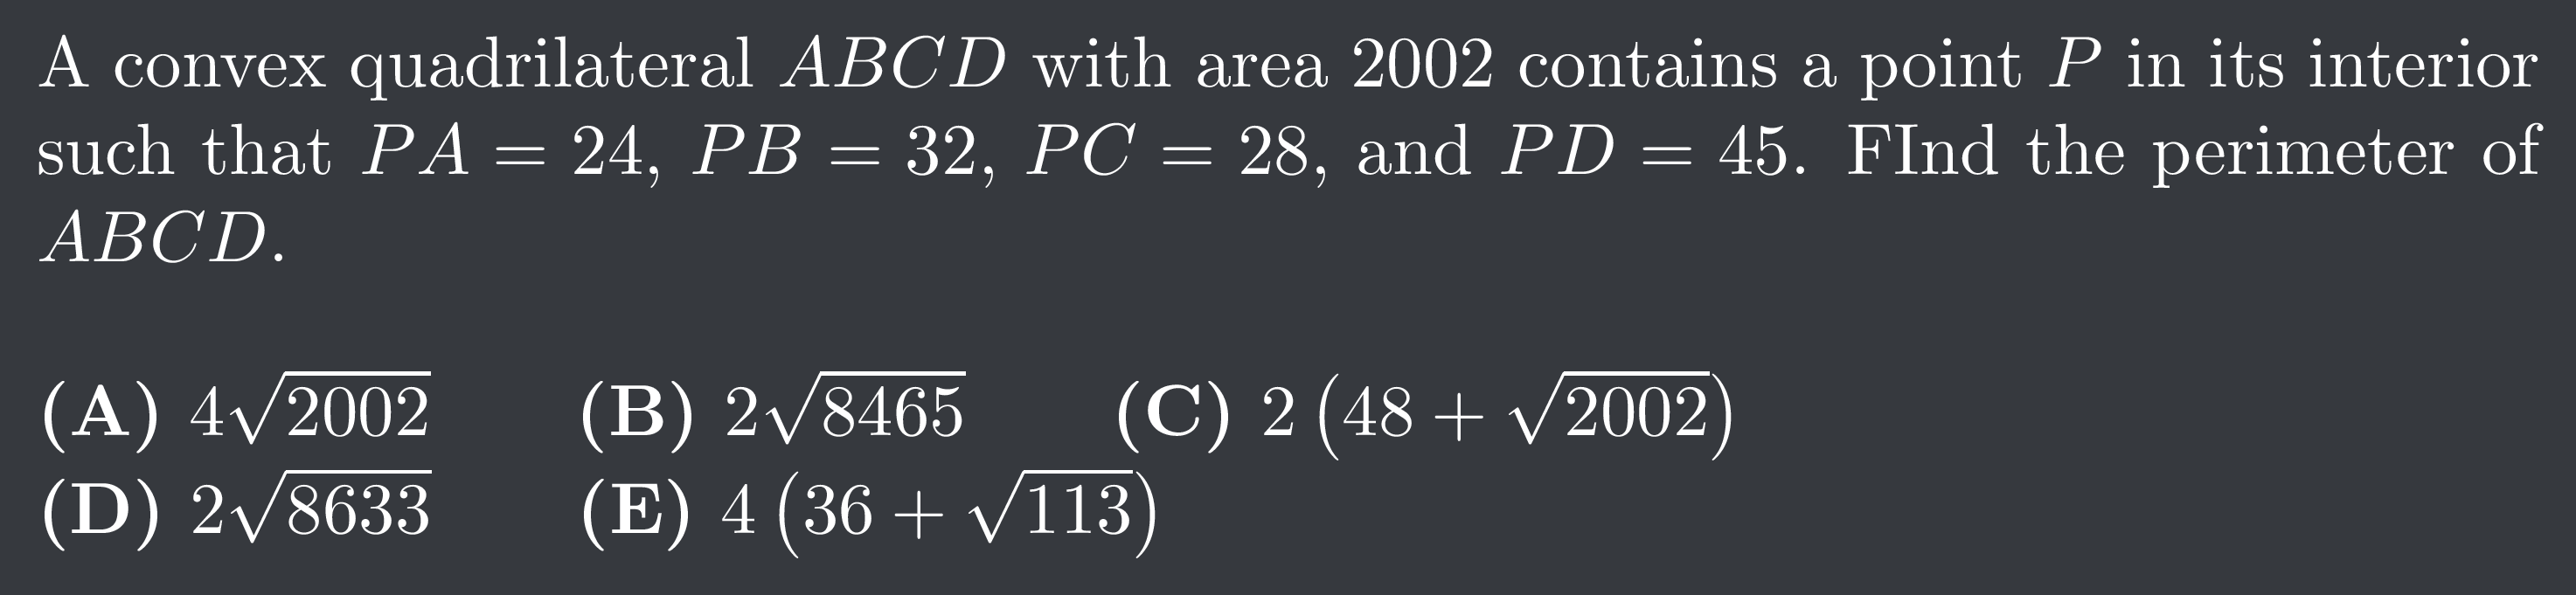 A convex quadrilateral ABCD with area 2002 contains a point P in its interior
such that PA = 24, PB = 32, PC = 28, and PD = 45. FInd the perimeter of
ABCD.
(A) 4√2002 (B) 2√8465 (C) 2(48 + √2002)
(D) 2√8633 (E) 4(36 + √113)